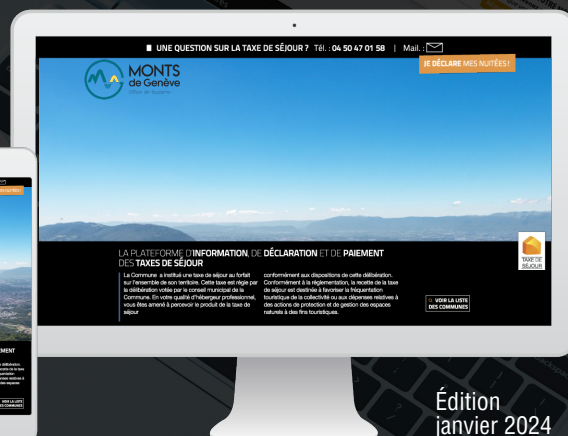 UNE QUESTION SUR LA TAXE DE SÉJOUR ? Tél. : 04 50 47 01 58 | Mail. :
JE DÉCLARE MES NUITÉES !
MONTS
de Genève
LA PLATEFORME D'INFORMATION, DE DÉCLARATION ET DE PAIEMENT
DES TAXES DE SÉJOUR
La Commune a institué une taxe de séjour au forfait
sur l'ensemble de son territoire. Cette taxe est régie par
la délibération votée par le conseil municipal de la
Commune. En votre qualité d'hébergeur professionnel,
vous êtes amené à percevoir le produit de la taxe de
séjour
conformément aux dispositions de cette délibération.
Conformément à la réglementation, la recette de la taxe
de séjour est destinée à favoriser la fréquentation
touristique de la collectivité ou aux dépenses relatives à
des actions de protection et de gestion des espaces
naturels à des fins touristiques.
TAXE DE
SÉJOUR
VOIR LA LISTE
DES COMMUNES
Édition
janvier 2024